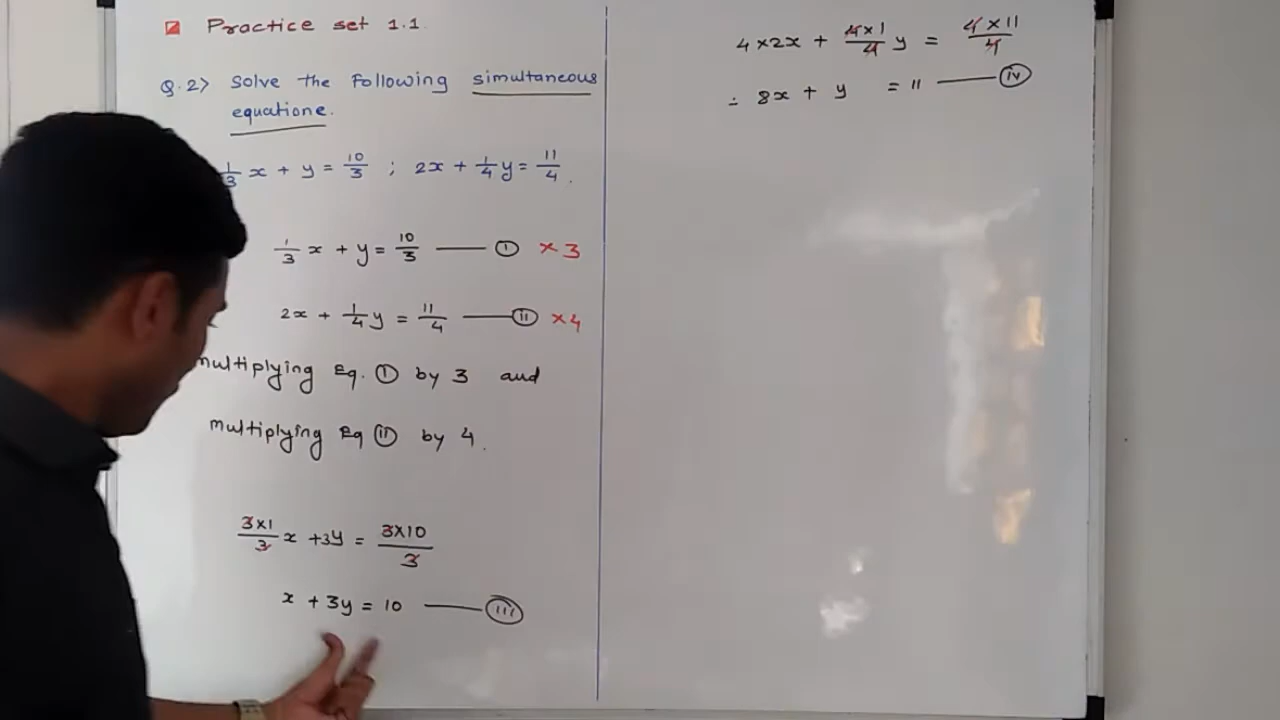 Practice set 1.1.
Q.2> Solve the following simultaneous
equatione.
1/3 x + y = 10/3 ; 2x + 1/4 y = 11/4.
1/3 x + y = 10/3 —— (i) ×3
2x + 1/4 y = 11/4 —— (ii) ×4
multiplying Eq. (i) by 3 and
multiplying Eq (ii) by 4.
3×1/3 x + 3y = 3×10/3
x + 3y = 10 —— (iii)
4×2x + 4×1/4 y = 4×11/4
∴ 8x + y = 11 —— (iv)